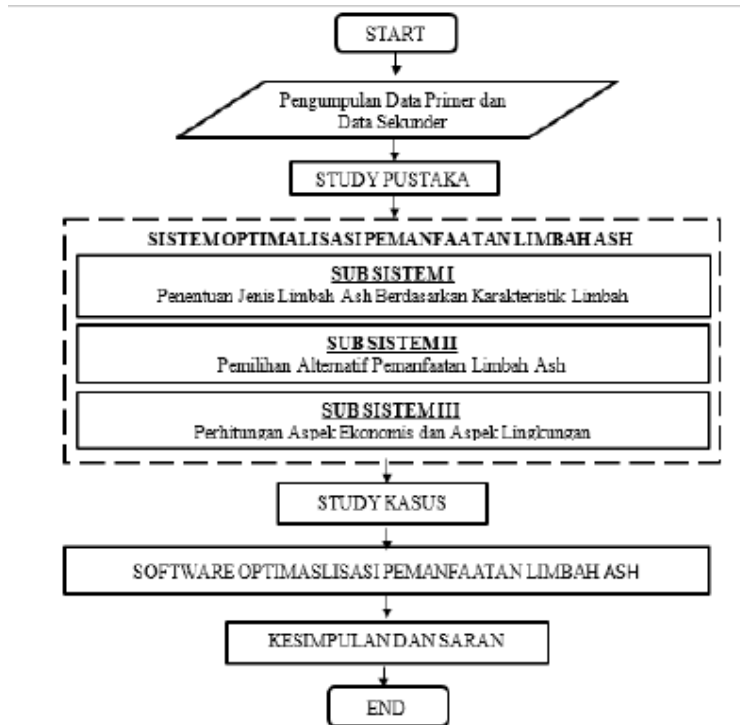 START
Pengumpulan Data Primer dan
Data Sekunder
STUDY PUSTAKA
SISTEM OPTIMALISASI PEMANFAATAN LIMBAH ASH
SUB SISTEM I
Penentuan Jenis Limbah Ash Berdasarkan Karakteristik Limbah
SUB SISTEM II
Pemilihan Alternatif Pemanfaatan Limbah Ash
SUB SISTEM III
Perhitungan Aspek Ekonomis dan Aspek Lingkungan
STUDY KASUS
SOFTWARE OPTIMASLISASI PEMANFAATAN LIMBAH ASH
KESIMPULAN DAN SARAN
END